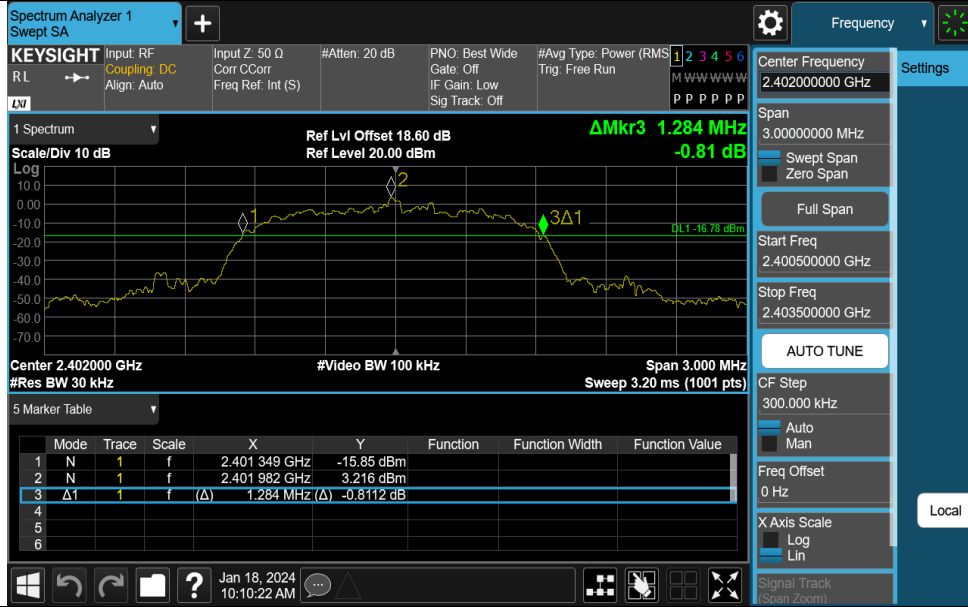 Spectrum Analyzer 1
Swept SA
Frequency
KEYSIGHT
R L
LXI
Input: RF
Coupling: DC
Align: Auto
Input Z: 50 Ω
Corr CCorr
Freq Ref: Int (S)
#Atten: 20 dB
PNO: Best Wide
Gate: Off
IF Gain: Low
Sig Track: Off
#Avg Type: Power (RMS
Trig: Free Run
1 2 3 4 5 6
M W W W W W
P P P P P P
1 Spectrum
Scale/Div 10 dB
Ref Lvl Offset 18.60 dB
Ref Level 20.00 dBm
ΔMkr3 1.284 MHz
-0.81 dB
Log
10.0
0.00
-10.0
-20.0
-30.0
-40.0
-50.0
-60.0
-70.0
1
2
3Δ1
DL1 -16.78 dBm
Center 2.402000 GHz
#Video BW 100 kHz
Span 3.000 MHz
#Res BW 30 kHz
Sweep 3.20 ms (1001 pts)
5 Marker Table
Mode Trace Scale X Y Function Function Width Function Value
1 N 1 f 2.401 349 GHz -15.85 dBm
2 N 1 f 2.401 982 GHz 3.216 dBm
3 Δ1 1 f (Δ) 1.284 MHz (Δ) -0.8112 dB
4
5
6
Center Frequency
2.402000000 GHz
Settings
Span
3.00000000 MHz
Swept Span
Zero Span
Full Span
Start Freq
2.400500000 GHz
Stop Freq
2.403500000 GHz
AUTO TUNE
CF Step
300.000 kHz
Auto
Man
Freq Offset
0 Hz
X Axis Scale
Log
Lin
Signal Track
(Span Zoom)
Local
?
Jan 18, 2024
10:10:22 AM